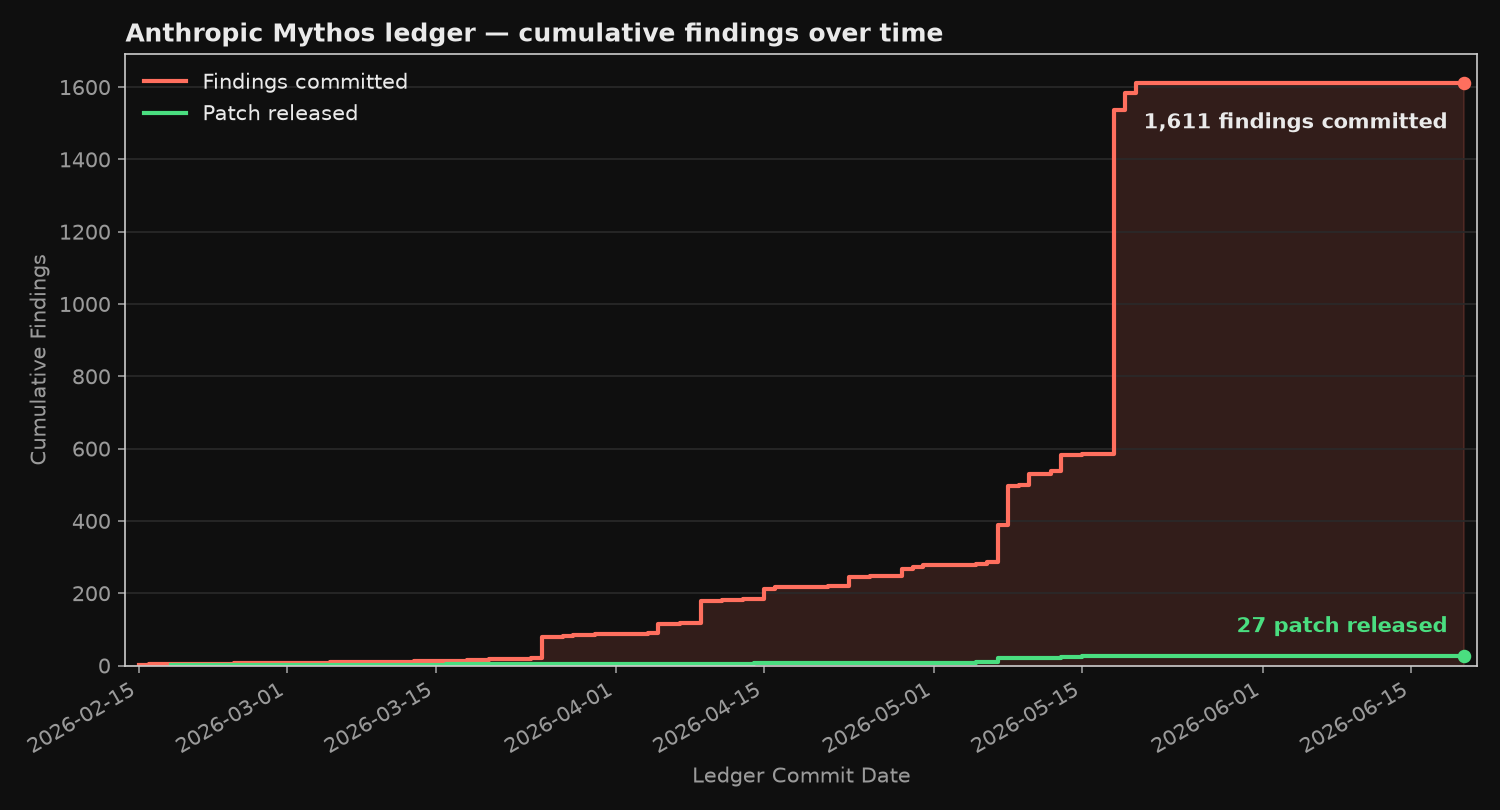 Anthropic Mythos ledger — cumulative findings over time
Findings committed
Patch released
1600
1400
1200
1000
800
600
400
200
0
Cumulative Findings
1,611 findings committed
27 patch released
2026-02-15
2026-03-01
2026-03-15
2026-04-01
2026-04-15
2026-05-01
2026-05-15
2026-06-01
2026-06-15
Ledger Commit Date